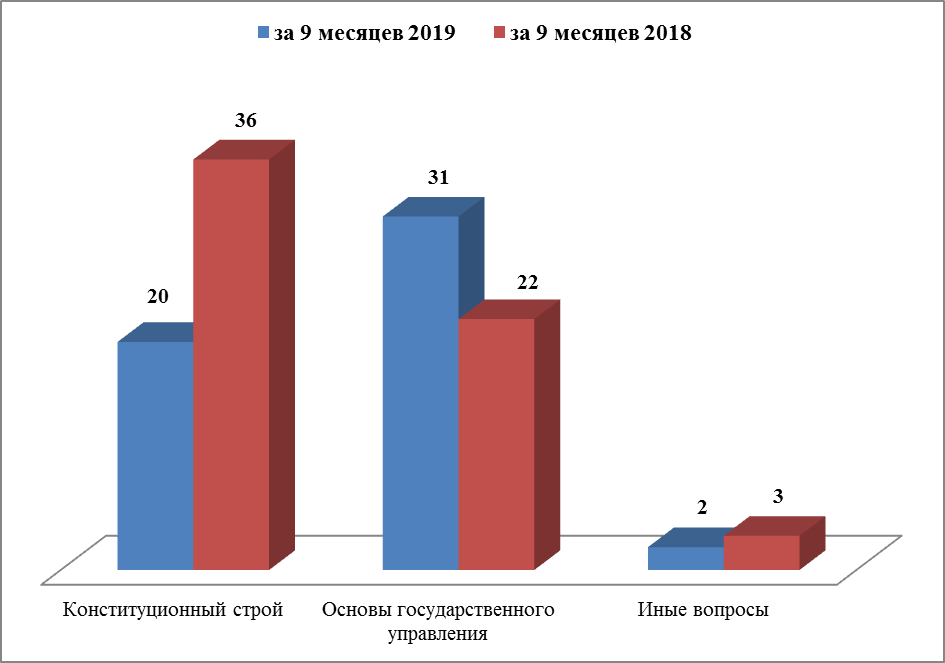 за 9 месяцев 2019 за 9 месяцев 2018
36
31
20
22
2
3
Конституционный строй
Основы государственного
управления
Иные вопросы